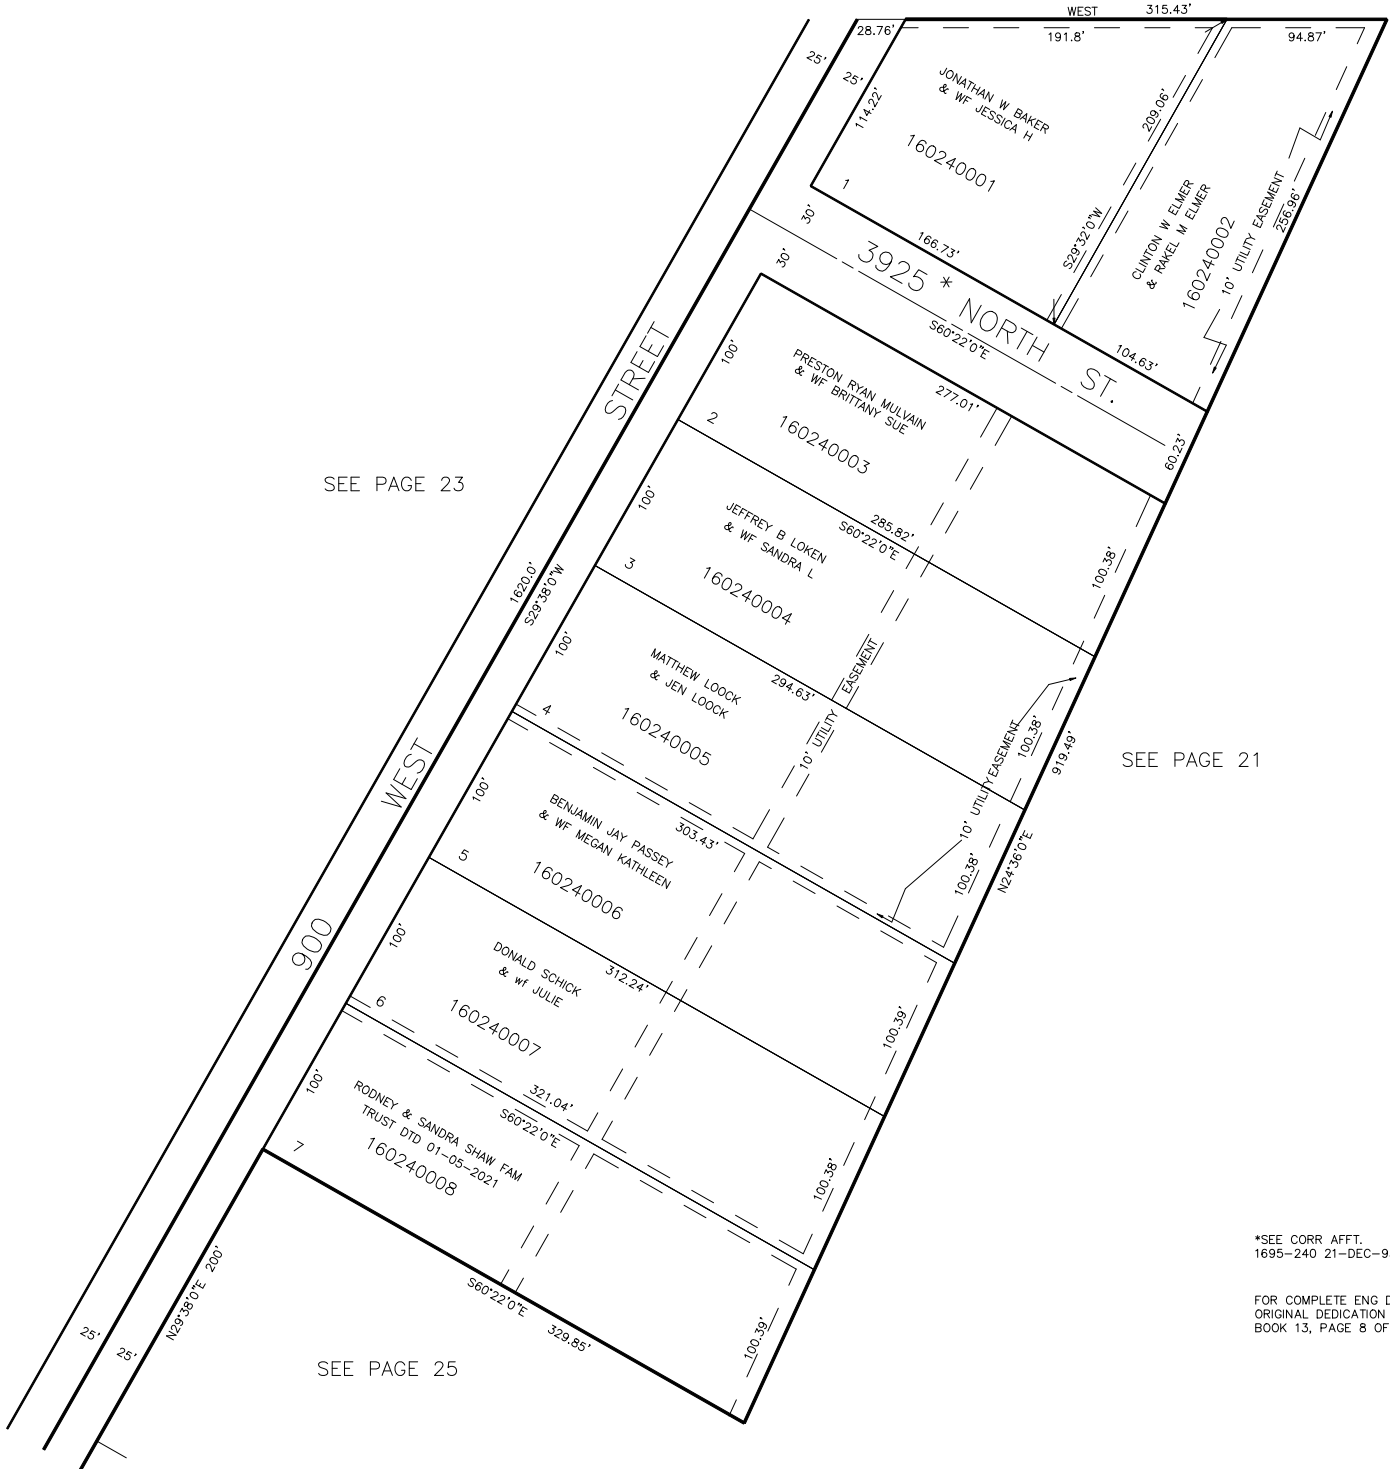 WEST 315.43'
28.76'
191.8'
94.87'
25'
25'
114.22'
JONATHAN W BAKER
& WF JESSICA H
160240001
1
209.06'
S29°32'0"W
CLINTON W ELMER
& RAKEL M ELMER
160240002
10' UTILITY EASEMENT
256.96'
30'
166.73'
3925 * NORTH ST.
S60°22'0"E
104.63'
30'
60.23'
100'
PRESTON RYAN MULVAIN
& WF BRITTANY SUE
277.01'
160240003
2
STREET
SEE PAGE 23
100'
JEFFREY B LOKEN
& WF SANDRA L
285.82'
S60°22'0"E
160240004
3
100.38'
1620.0'
S29°38'0"W
100'
MATTHEW LOOCK
& JEN LOOCK
294.63'
160240005
4
10' UTILITY EASEMENT
10' UTILITY EASEMENT
100.38'
919.49'
SEE PAGE 21
WEST
100'
BENJAMIN JAY PASSEY
& WF MEGAN KATHLEEN
303.43'
160240006
5
100.38'
N24°36'0"E
900
100'
DONALD SCHICK
& wf JULIE
312.24'
160240007
6
100.39'
100'
RODNEY & SANDRA SHAW FAM
TRUST DTD 01-05-2021
160240008
321.04'
S60°22'0"E
7
100.38'
N29°38'0"E 200'
S60°22'0"E 329.85'
100.39'
25'
25'
SEE PAGE 25
*SEE CORR AFFT.
1695-240 21-DEC-9
FOR COMPLETE ENG D
ORIGINAL DEDICATION
BOOK 13, PAGE 8 OF